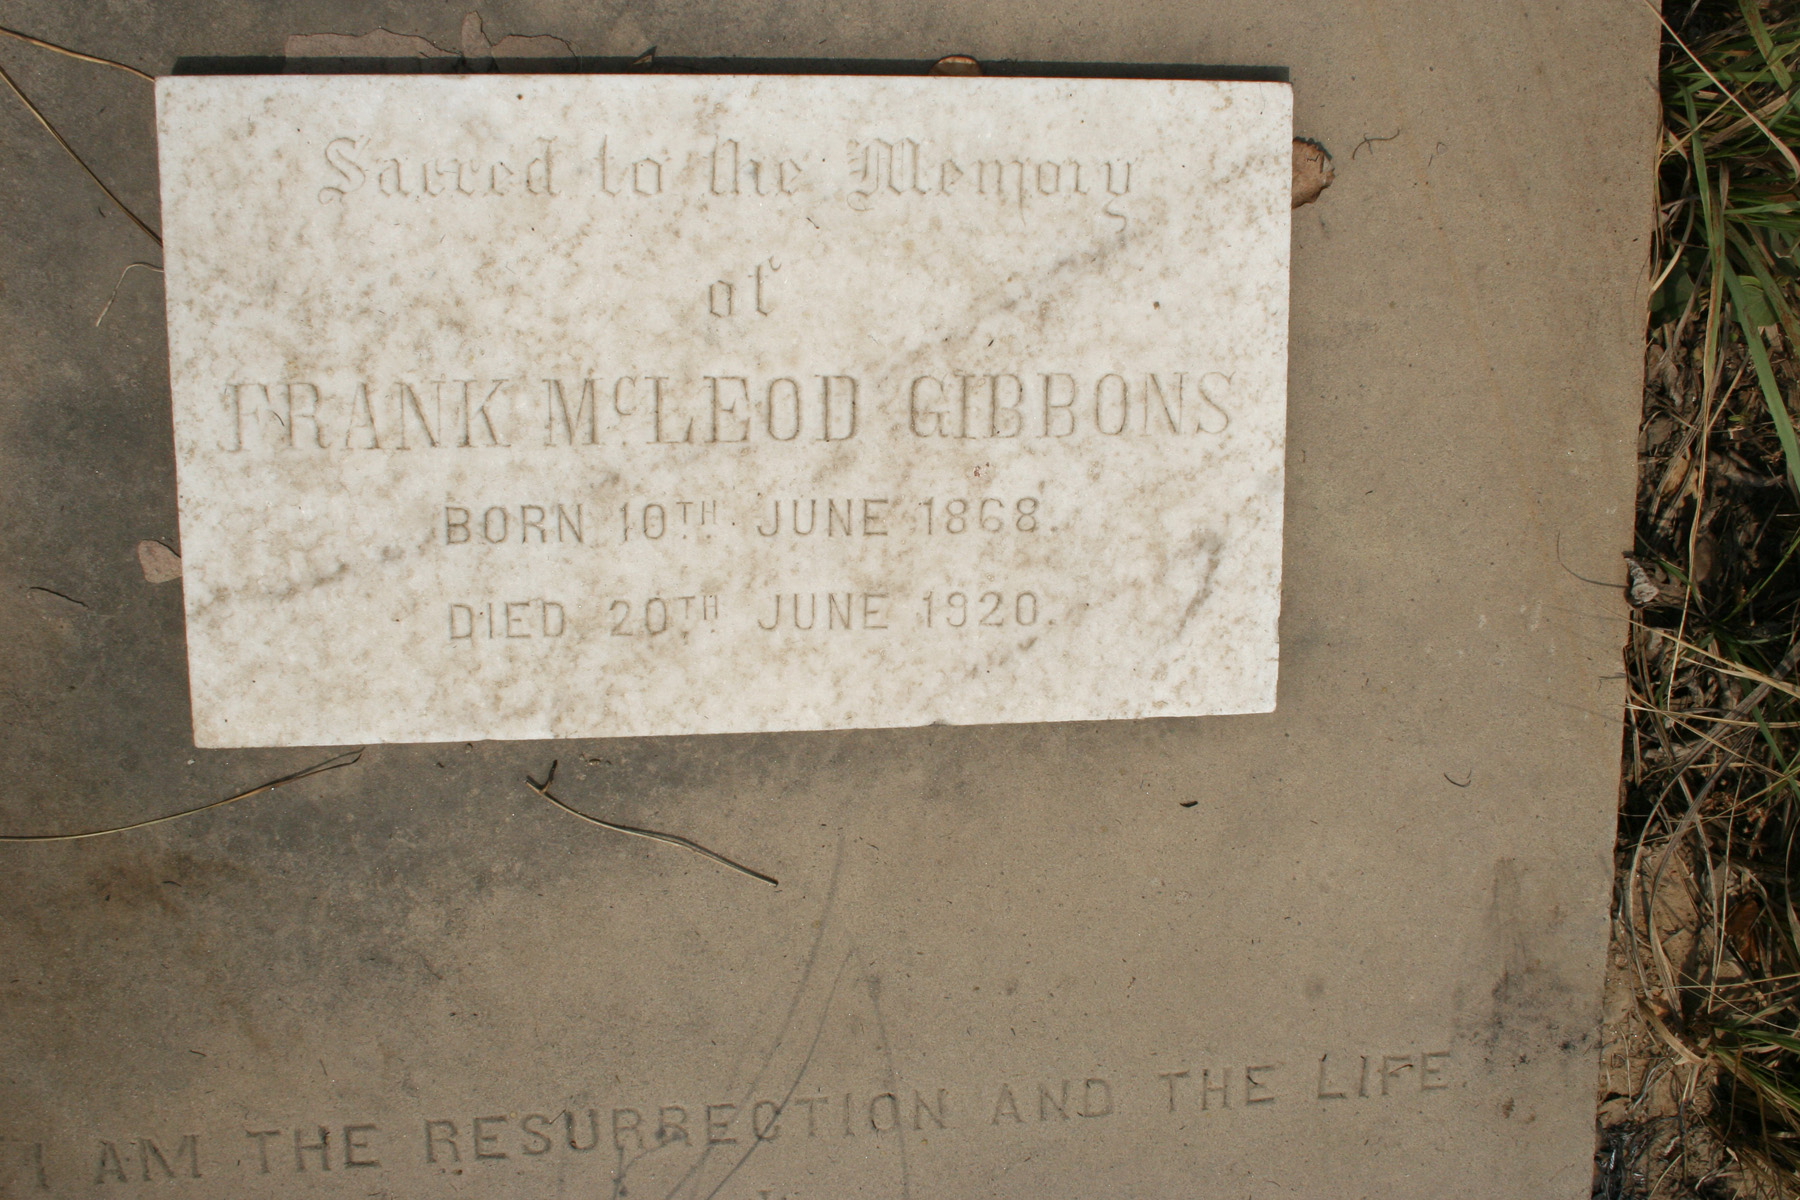 Sacred to the Memory
of
FRANK McLEOD GIBBONS
BORN 10TH JUNE 1868.
DIED 20TH JUNE 1920.
I AM THE RESURRECTION AND THE LIFE